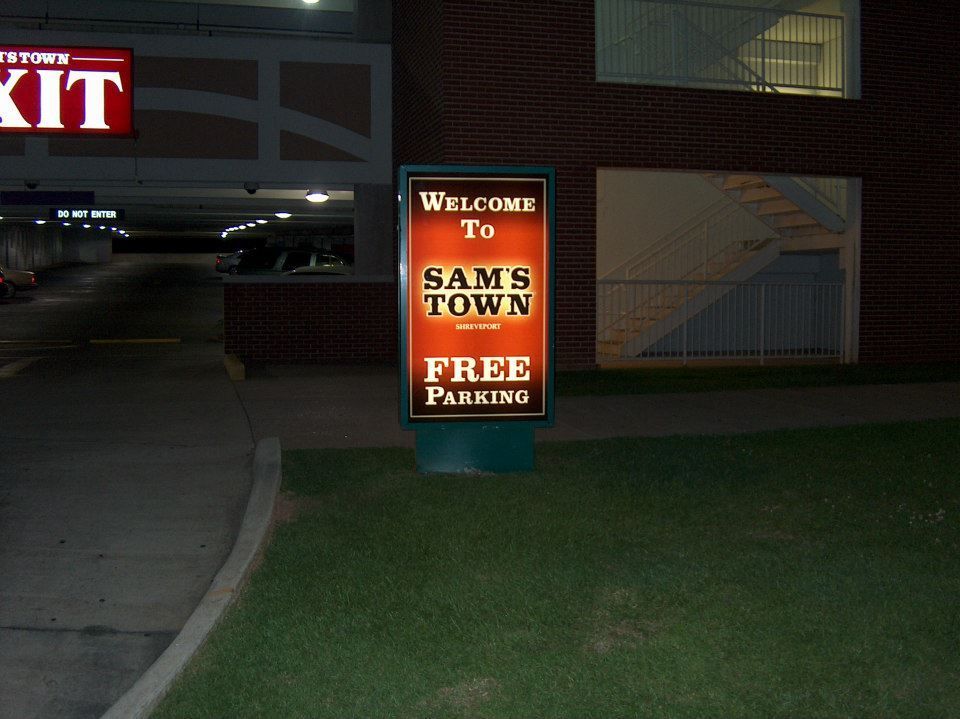 'S TOWN
XIT
DO NOT ENTER
WELCOME
TO
SAM'S
TOWN
SHREVEPORT
FREE
PARKING